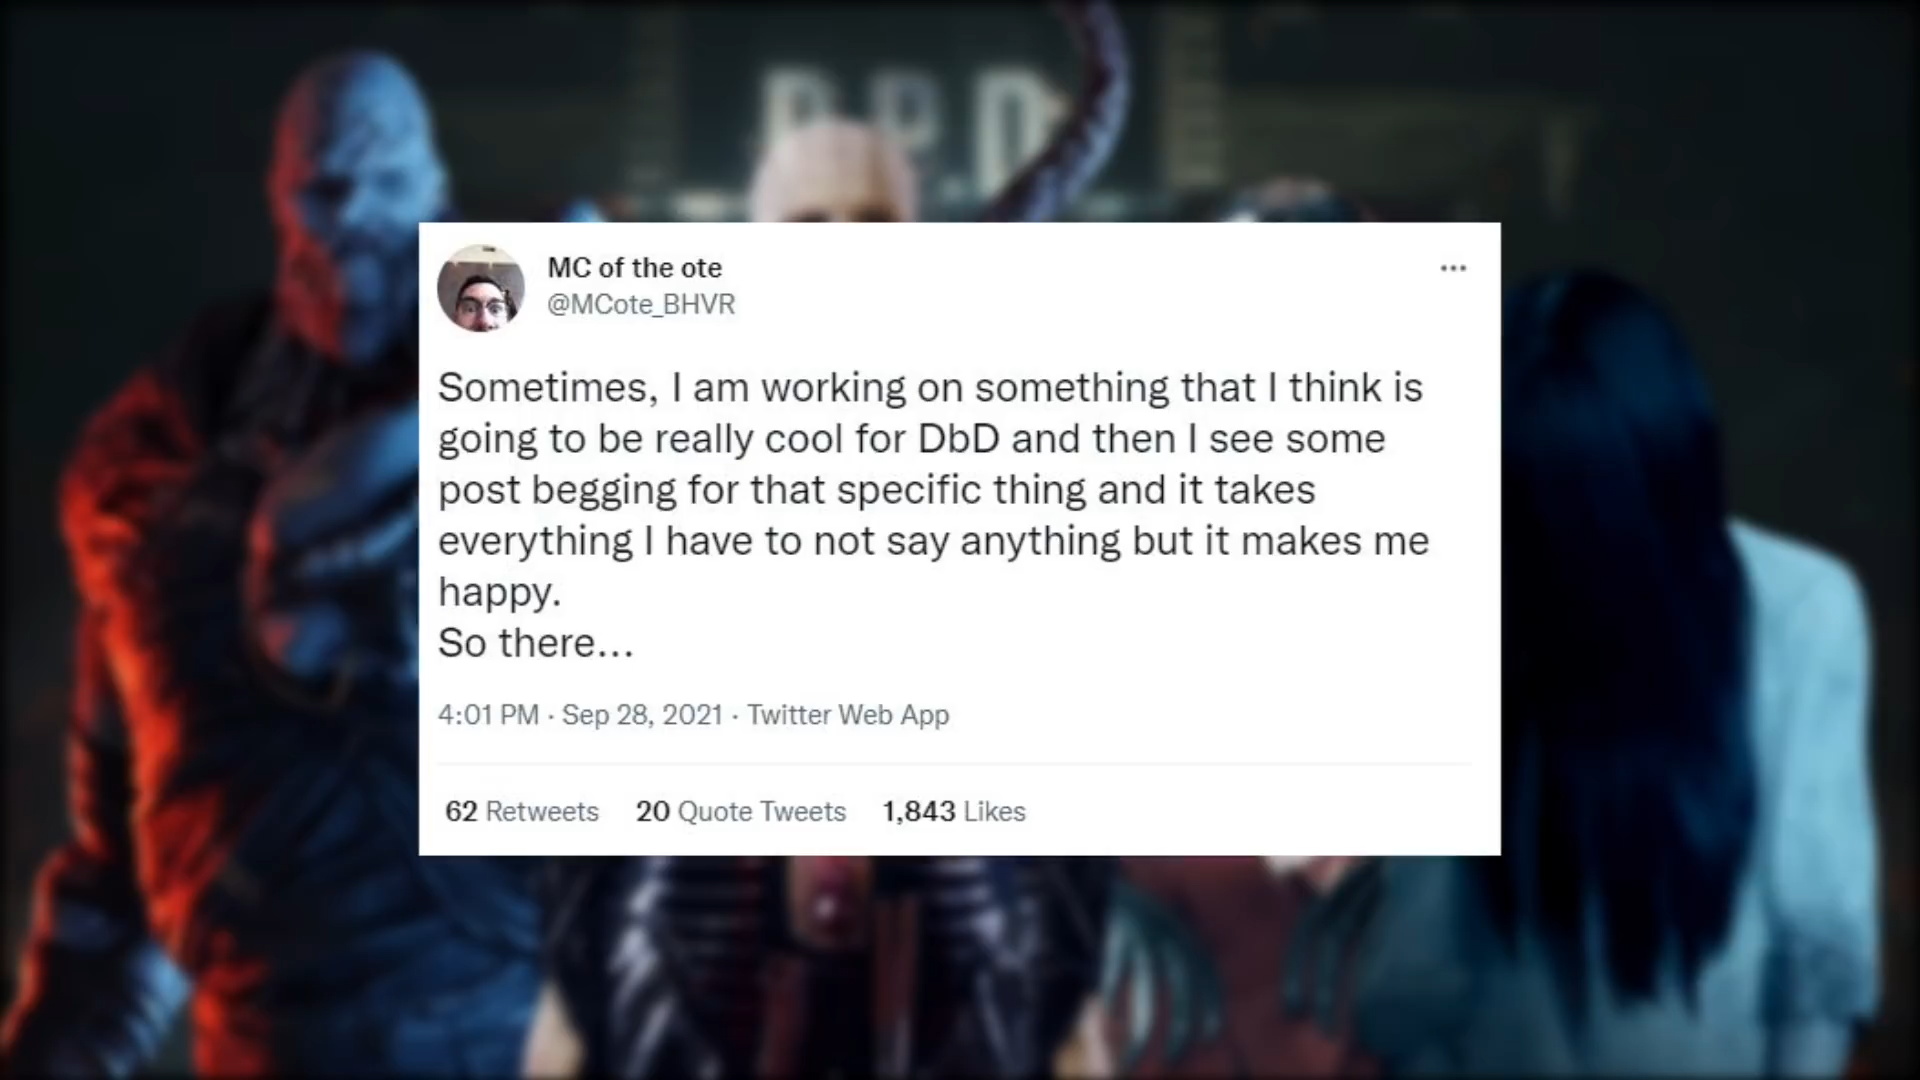 DBD
MC of the ote
@MCote_BHVR
Sometimes, I am working on something that I think is
going to be really cool for DbD and then I see some
post begging for that specific thing and it takes
everything I have to not say anything but it makes me
happy.
So there...
4:01 PM · Sep 28, 2021 · Twitter Web App
62 Retweets 20 Quote Tweets 1,843 Likes